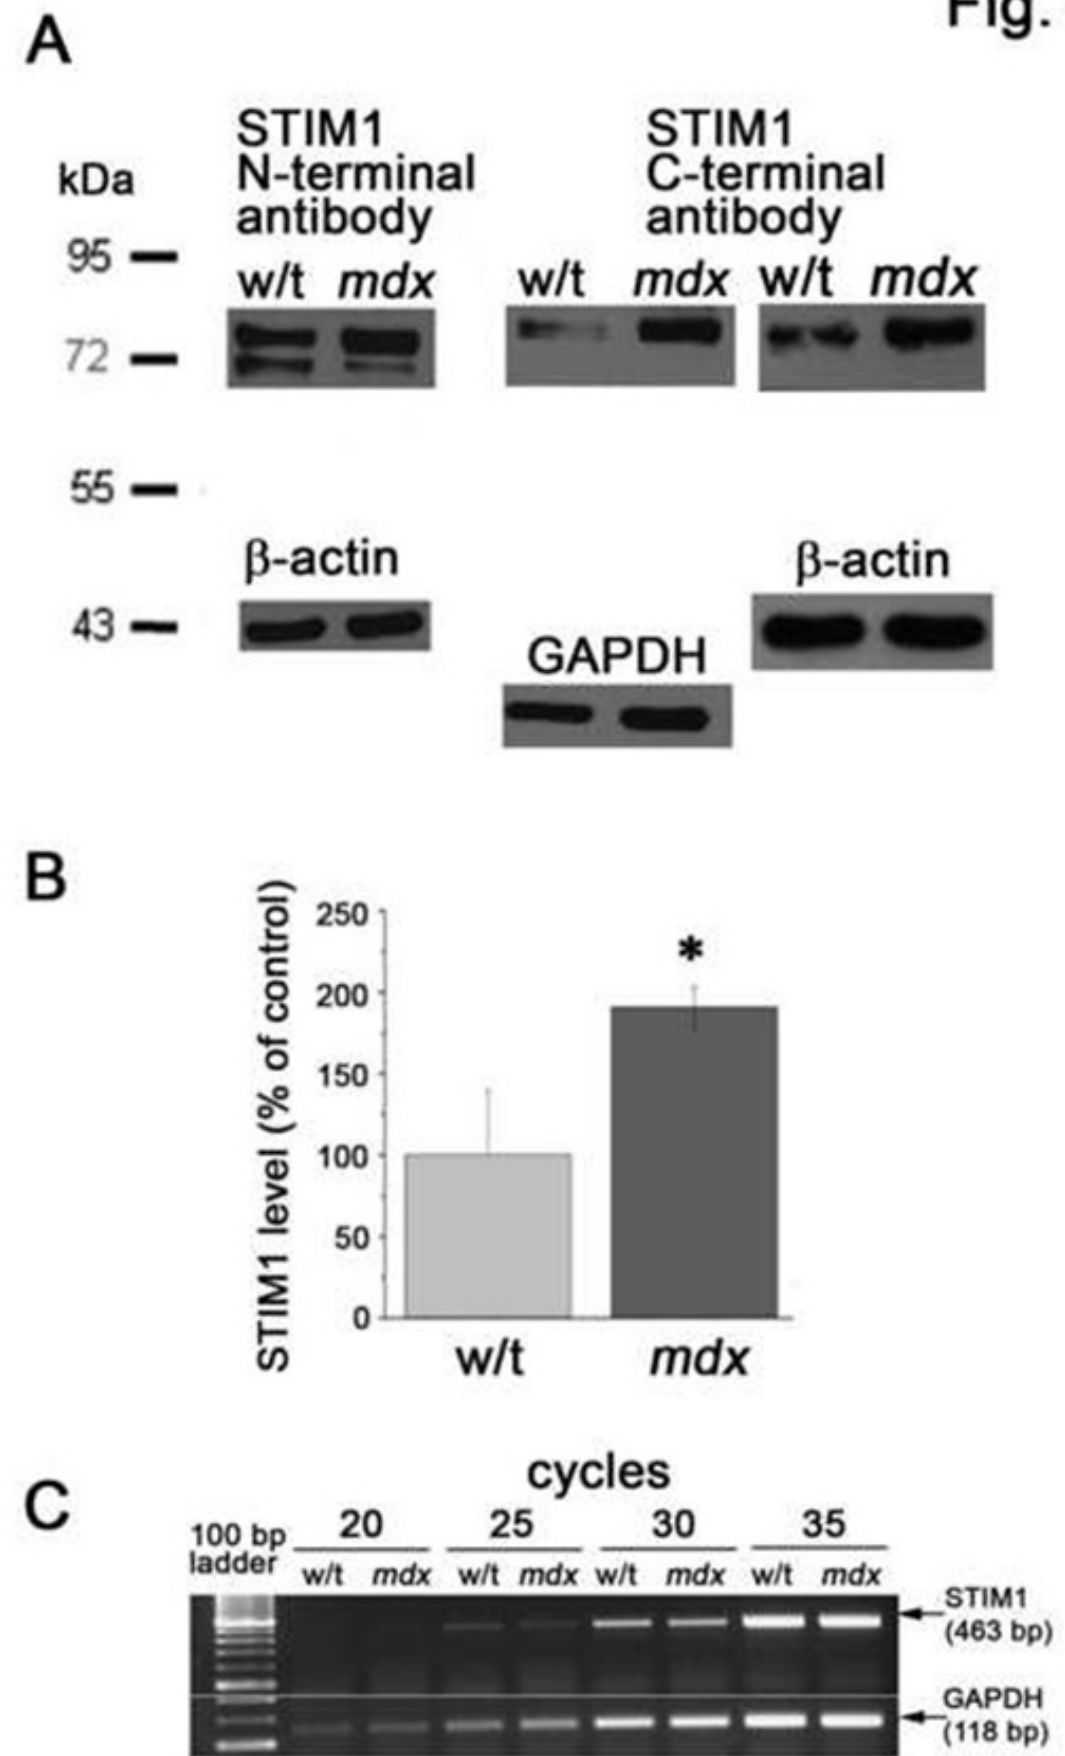 Fig.
A
STIM1
N-terminal
antibody
STIM1
C-terminal
antibody
kDa
95
w/t mdx w/t mdx w/t mdx
72
55
β-actin
β-actin
43
GAPDH
B
STIM1 level (% of control)
250
*
200
150
100
50
0
w/t mdx
C
cycles
100 bp
ladder
20 25 30 35
w/t mdx w/t mdx w/t mdx w/t mdx
STIM1
(463 bp)
GAPDH
(118 bp)